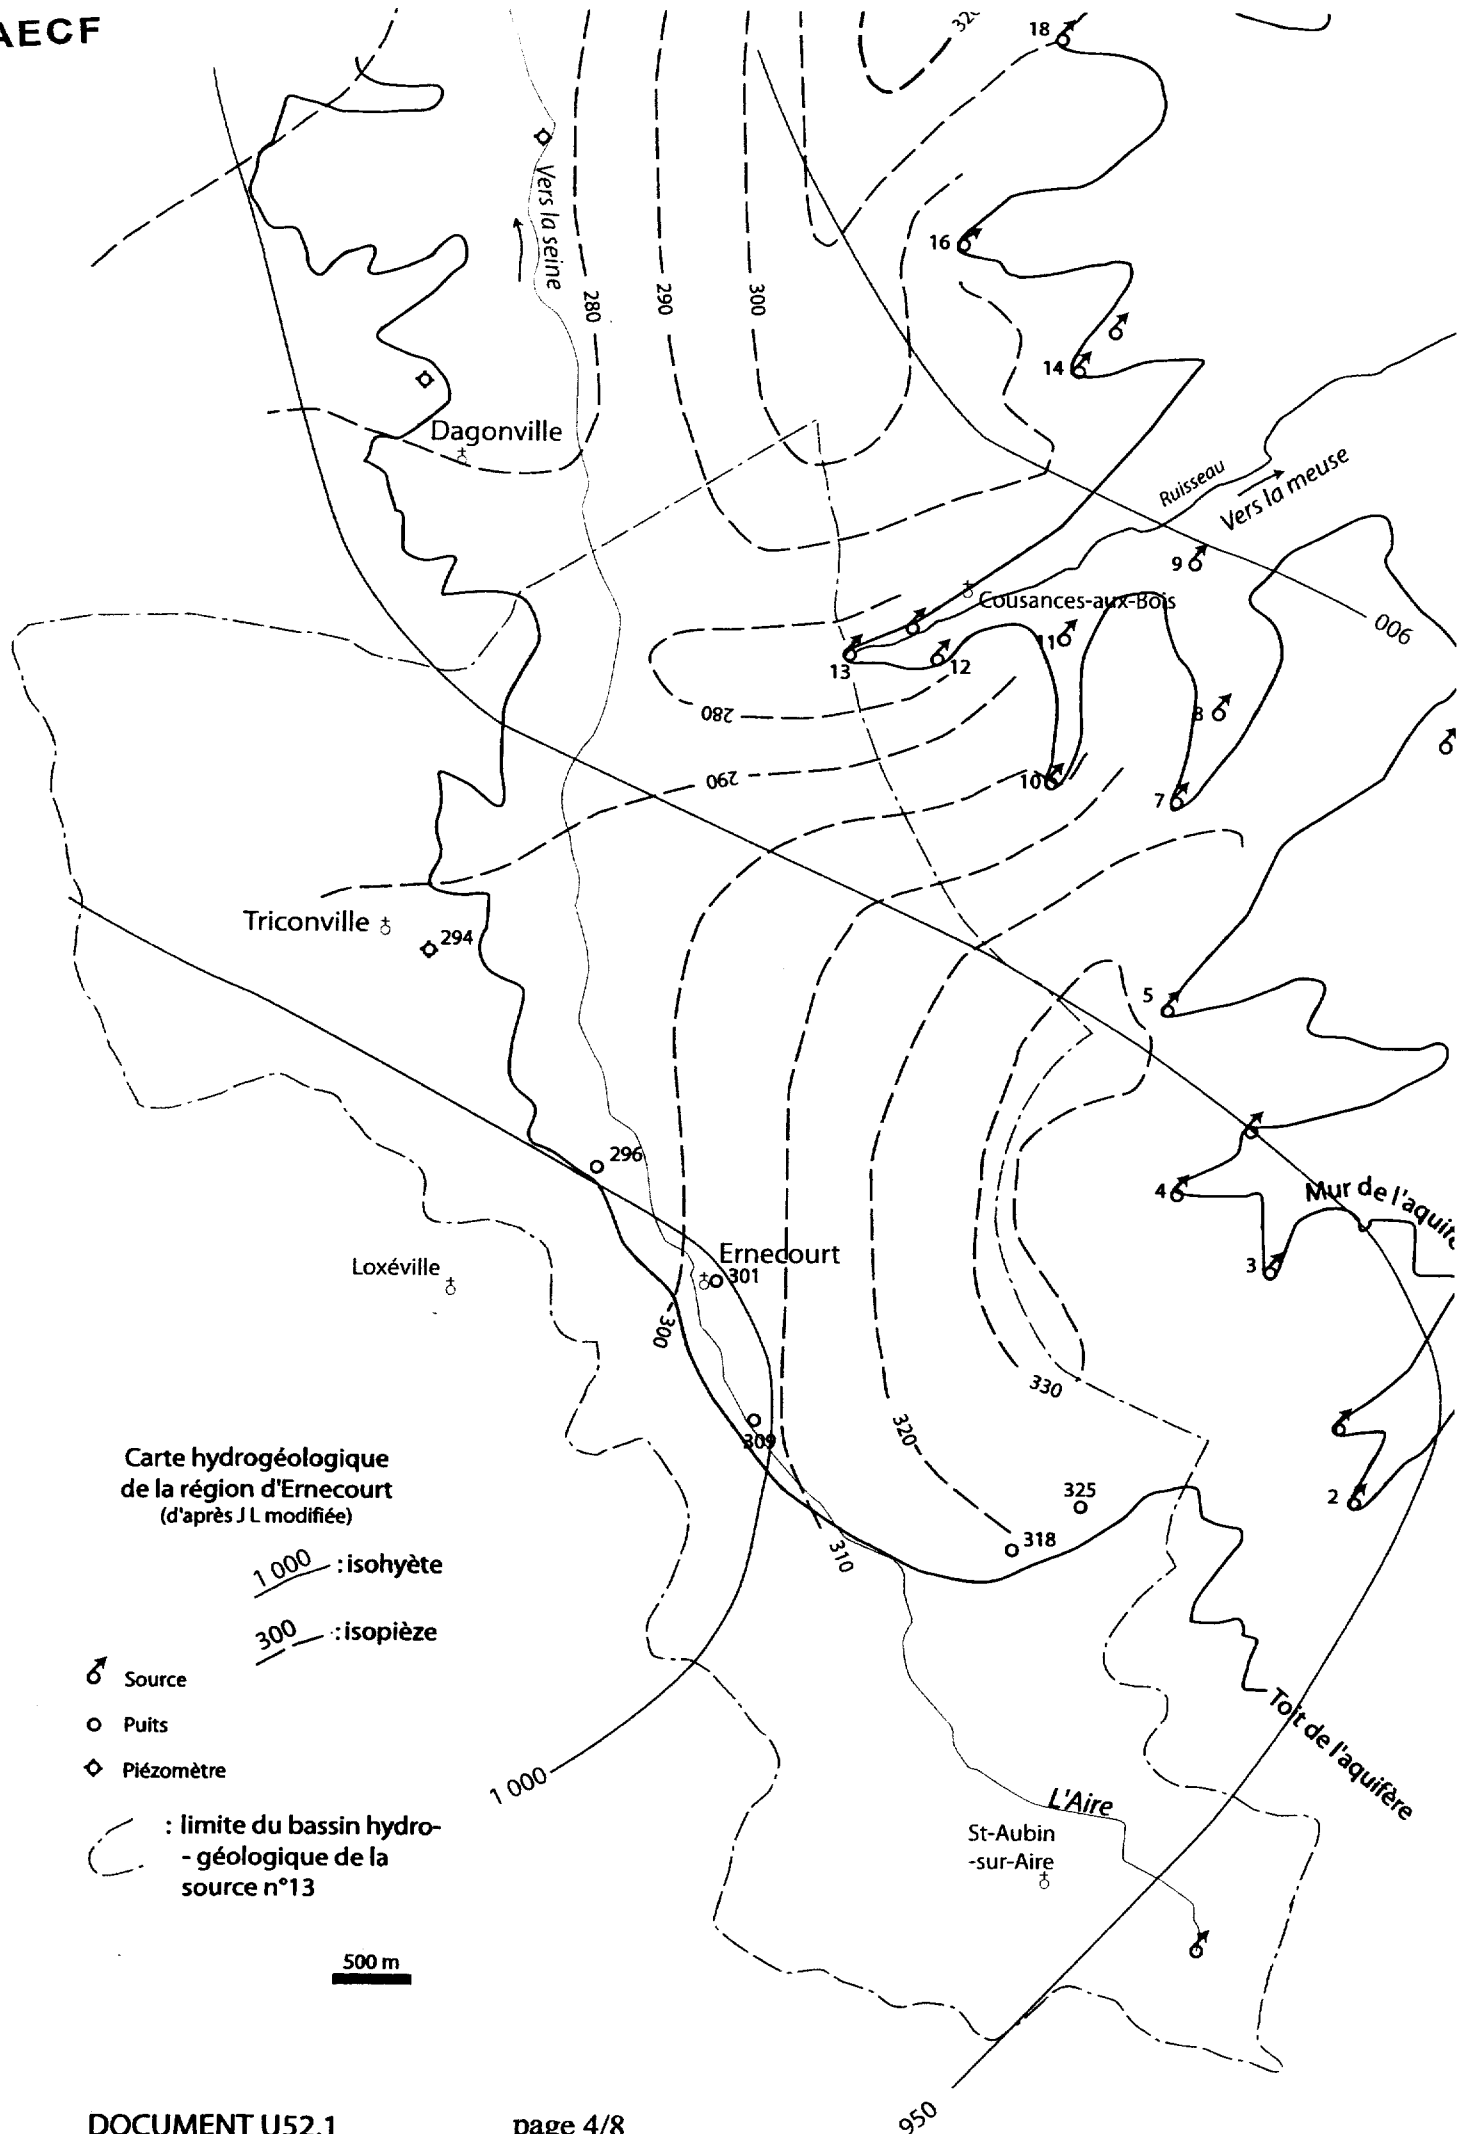 AECF
320
18
Vers la seine
16
280
290
300
14
Dagonville
Ruisseau
Vers la meuse
9
Cousances-aux-Bois
11
900
13
12
280
8
290
10
7
Triconville
294
5
296
4
Mur de l'aquifè
Ernecourt
301
Loxéville
3
300
330
320
309
Carte hydrogéologique
de la région d'Ernecourt
(d'après J L modifiée)
325
2
318
310
1 000 : isohyète
300 : isopièze
Source
Puits
Piézomètre
Toit de l'aquifère
1 000
L'Aire
: limite du bassin hydro-
- géologique de la
source n°13
St-Aubin
-sur-Aire
500 m
950
DOCUMENT U52.1 page 4/8